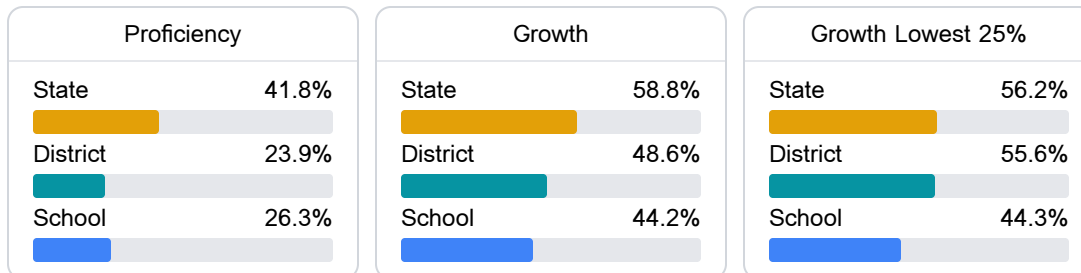 Proficiency
State 41.8%
District 23.9%
School 26.3%
Growth
State 58.8%
District 48.6%
School 44.2%
Growth Lowest 25%
State 56.2%
District 55.6%
School 44.3%